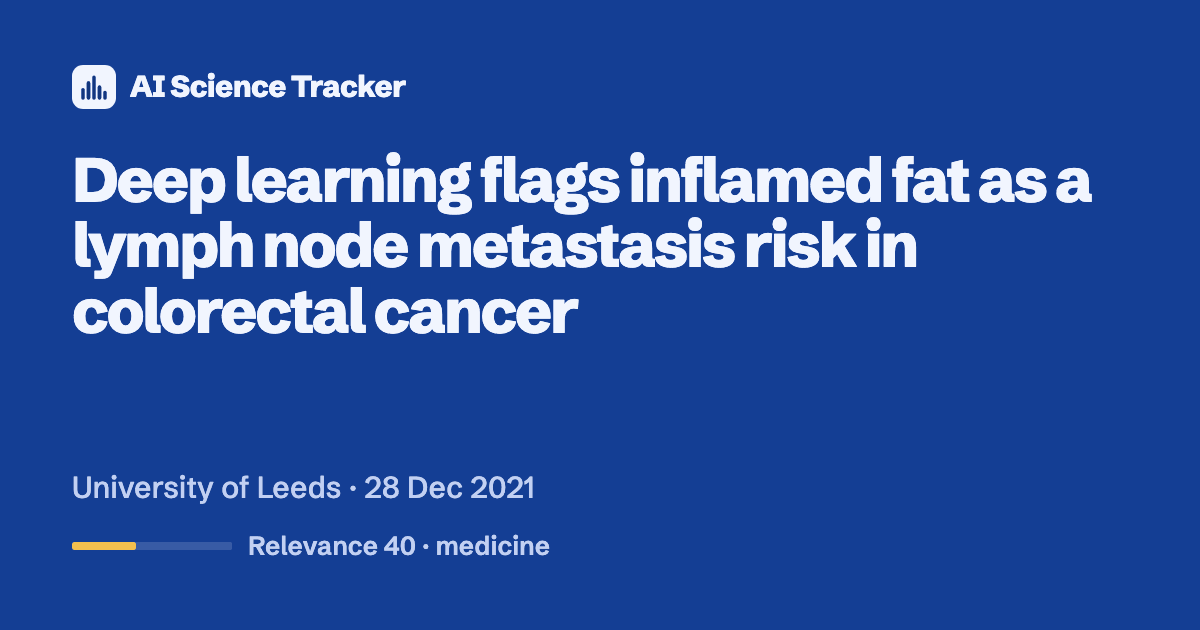 AI Science Tracker
Deep learning flags inflamed fat as a
lymph node metastasis risk in
colorectal cancer
University of Leeds · 28 Dec 2021
Relevance 40 · medicine